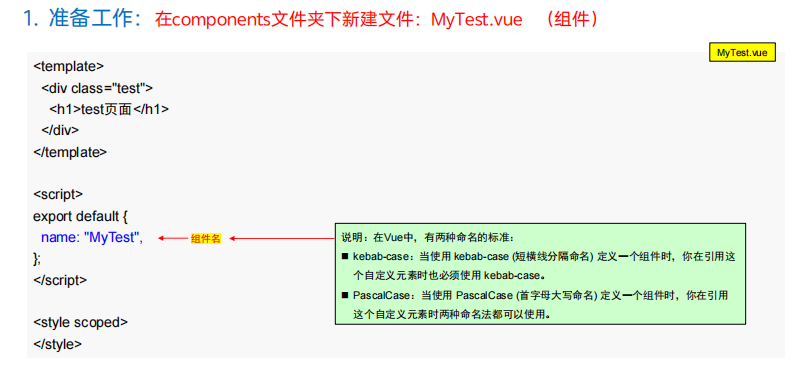 1. 准备工作：在components文件夹下新建文件：MyTest.vue （组件）
MyTest.vue
<template>
<div class="test">
<h1>test页面</h1>
</div>
</template>
<script>
export default {
name: "MyTest",
组件名
};
</script>
<style scoped>
</style>
说明：在Vue中，有两种命名的标准：
■ kebab-case：当使用 kebab-case (短横线分隔命名) 定义一个组件时，你在引用这
个自定义元素时也必须使用 kebab-case。
■ PascalCase：当使用 PascalCase (首字母大写命名) 定义一个组件时，你在引用
这个自定义元素时两种命名法都可以使用。